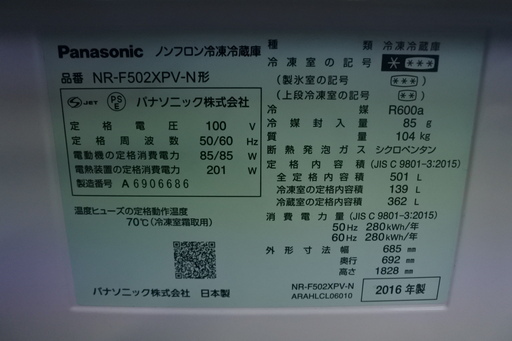 Panasonic ノンフロン冷凍冷蔵庫
品番 NR-F502XPV-N形
JET PSE パナソニック株式会社
定格電圧 100 V
定格周波数 50/60 Hz
電動機の定格消費電力 85/85 W
電熱装置の定格消費電力 201 W
製造番号 A 6906686
温度ヒューズの定格動作温度
70℃(冷凍室霜取用)
パナソニック株式会社 日本製
種類 冷凍冷蔵庫
冷凍室の記号 * ***
(製氷室の記号 ***)
(上段冷凍室の記号 **)
冷媒 R600a
冷媒封入量 85 g
質量 104 kg
断熱発泡ガス シクロペンタン
定格内容積 (JIS C 9801-3:2015)
全定格内容積 501 L
冷凍室の定格内容積 139 L
冷蔵室の定格内容積 362 L
消費電力量 (JIS C 9801-3:2015)
50Hz 280kWh/年
60Hz 280kWh/年
外形寸法 幅 685 mm
奥行 692 mm
高さ 1828 mm
NR-F502XPV-N
ARAHLCL06010
2016年製